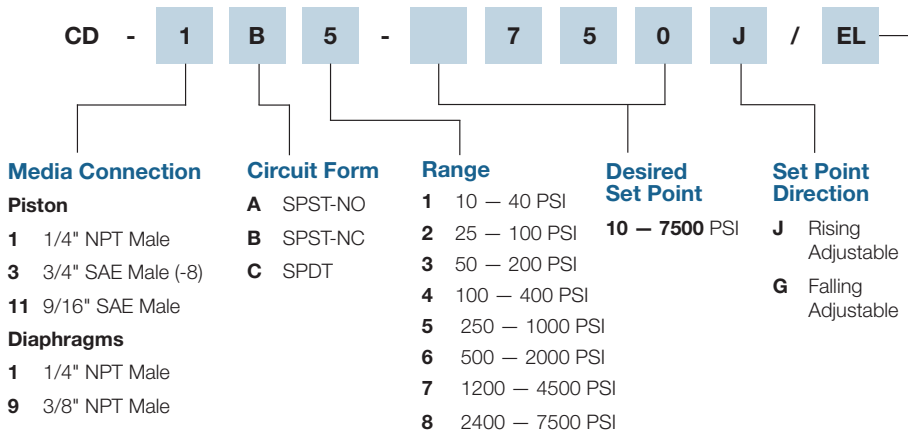 CD - 1 B 5 - 7 5 0 J / EL
Media Connection
Piston
1 1/4" NPT Male
3 3/4" SAE Male (-8)
11 9/16" SAE Male
Diaphragms
1 1/4" NPT Male
9 3/8" NPT Male
Circuit Form
A SPST-NO
B SPST-NC
C SPDT
Range
1 10 — 40 PSI
2 25 — 100 PSI
3 50 — 200 PSI
4 100 — 400 PSI
5 250 — 1000 PSI
6 500 — 2000 PSI
7 1200 — 4500 PSI
8 2400 — 7500 PSI
Desired
Set Point
10 — 7500 PSI
Set Point
Direction
J Rising
Adjustable
G Falling
Adjustable